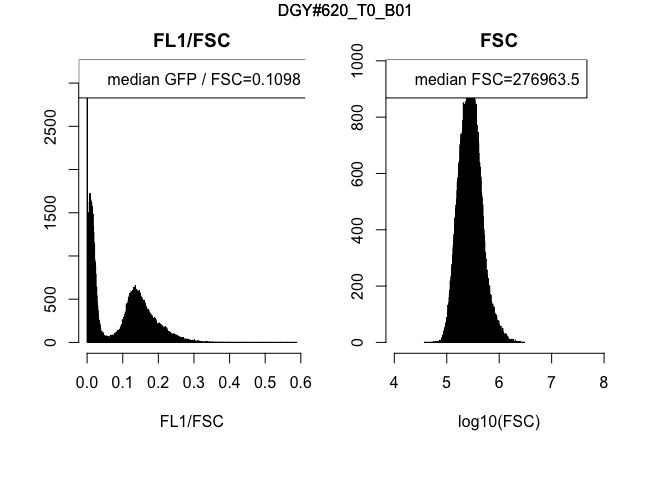 DGY#620_T0_B01
FL1/FSC
median GFP / FSC=0.1098
2500
1500
500
0
0.0 0.1 0.2 0.3 0.4 0.5 0.6
FL1/FSC
FSC
median FSC=276963.5
1000
800
600
400
200
0
4 5 6 7 8
log10(FSC)